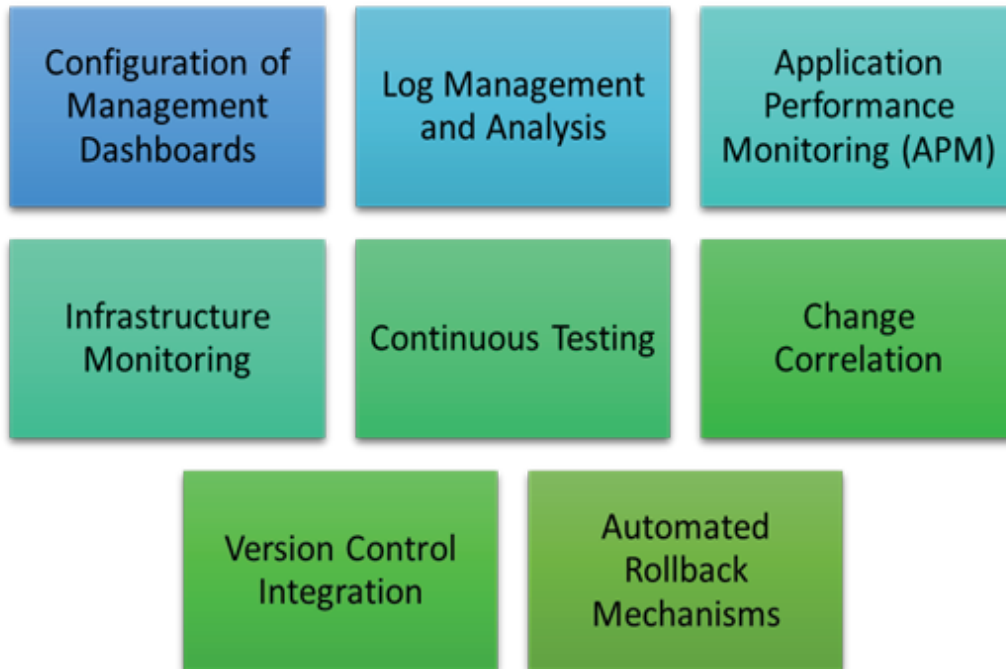 Configuration of
Management
Dashboards
Log Management
and Analysis
Application
Performance
Monitoring (APM)
Infrastructure
Monitoring
Continuous Testing
Change
Correlation
Version Control
Integration
Automated
Rollback
Mechanisms